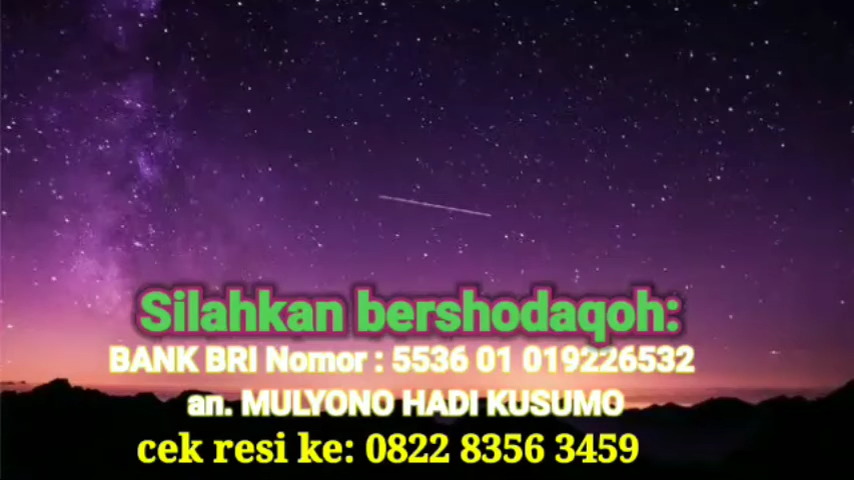 Silahkan bershodaqoh:
BANK BRI Nomor : 5536 01 019226532
an. MULYONO HADI KUSUMO
cek resi ke: 0822 8356 3459